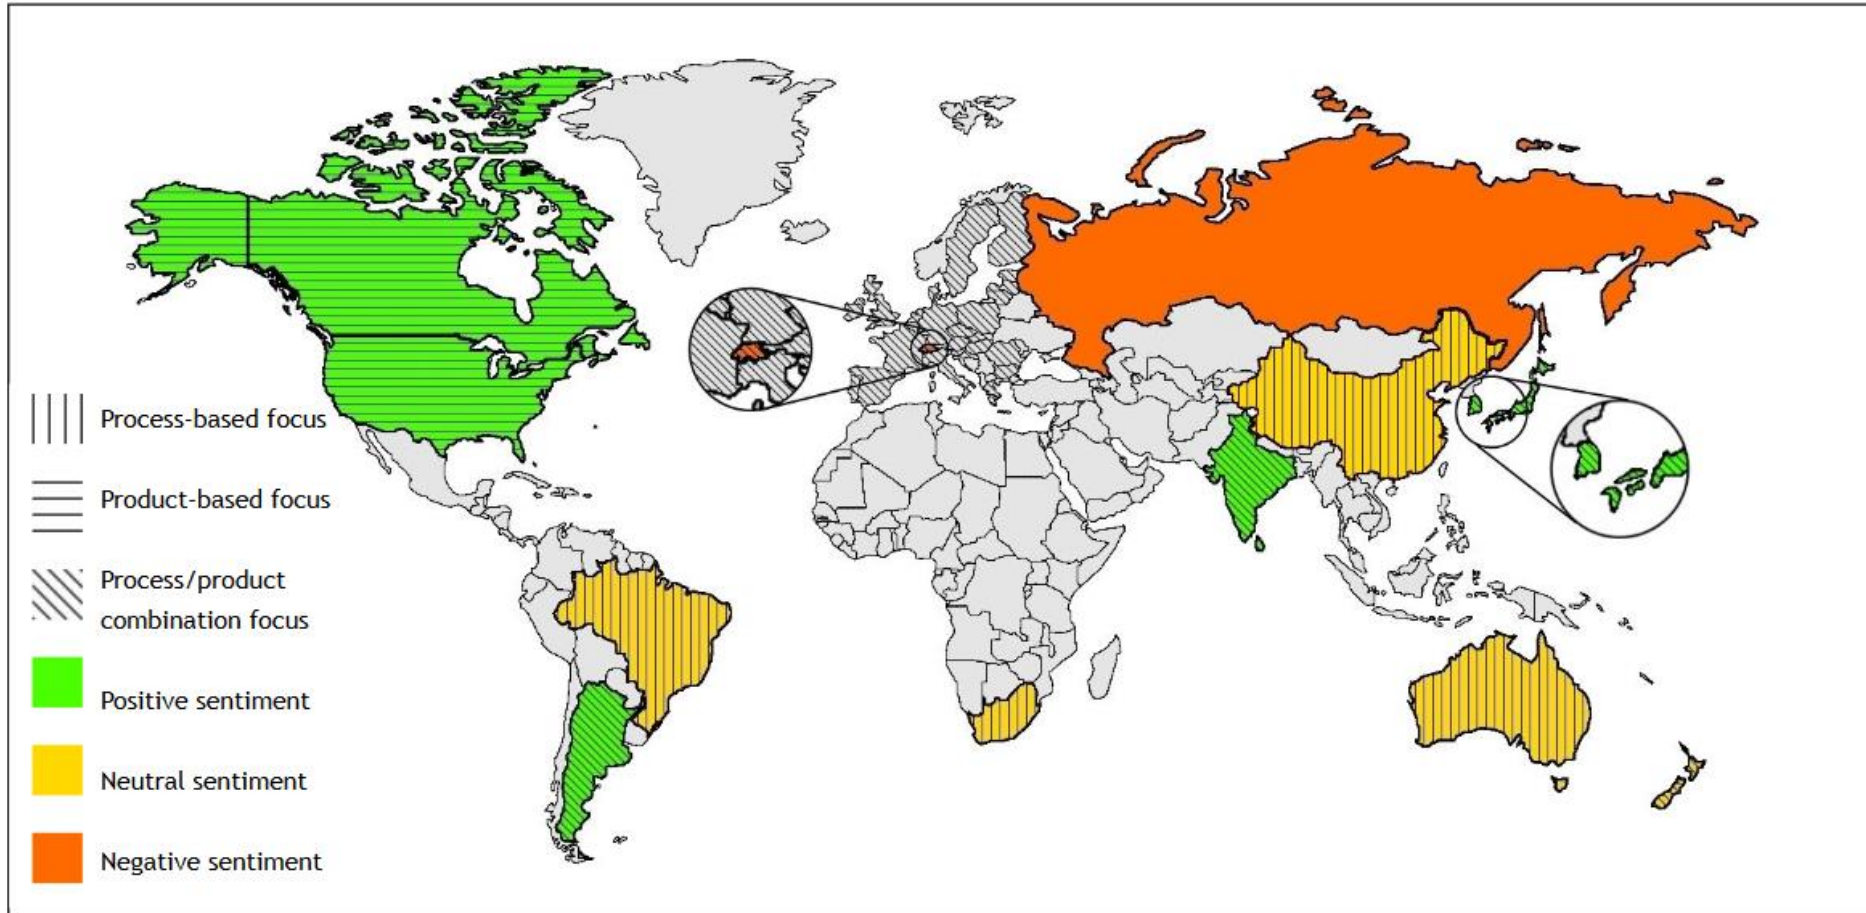 Process-based focus
Product-based focus
Process/product
combination focus
Positive sentiment
Neutral sentiment
Negative sentiment